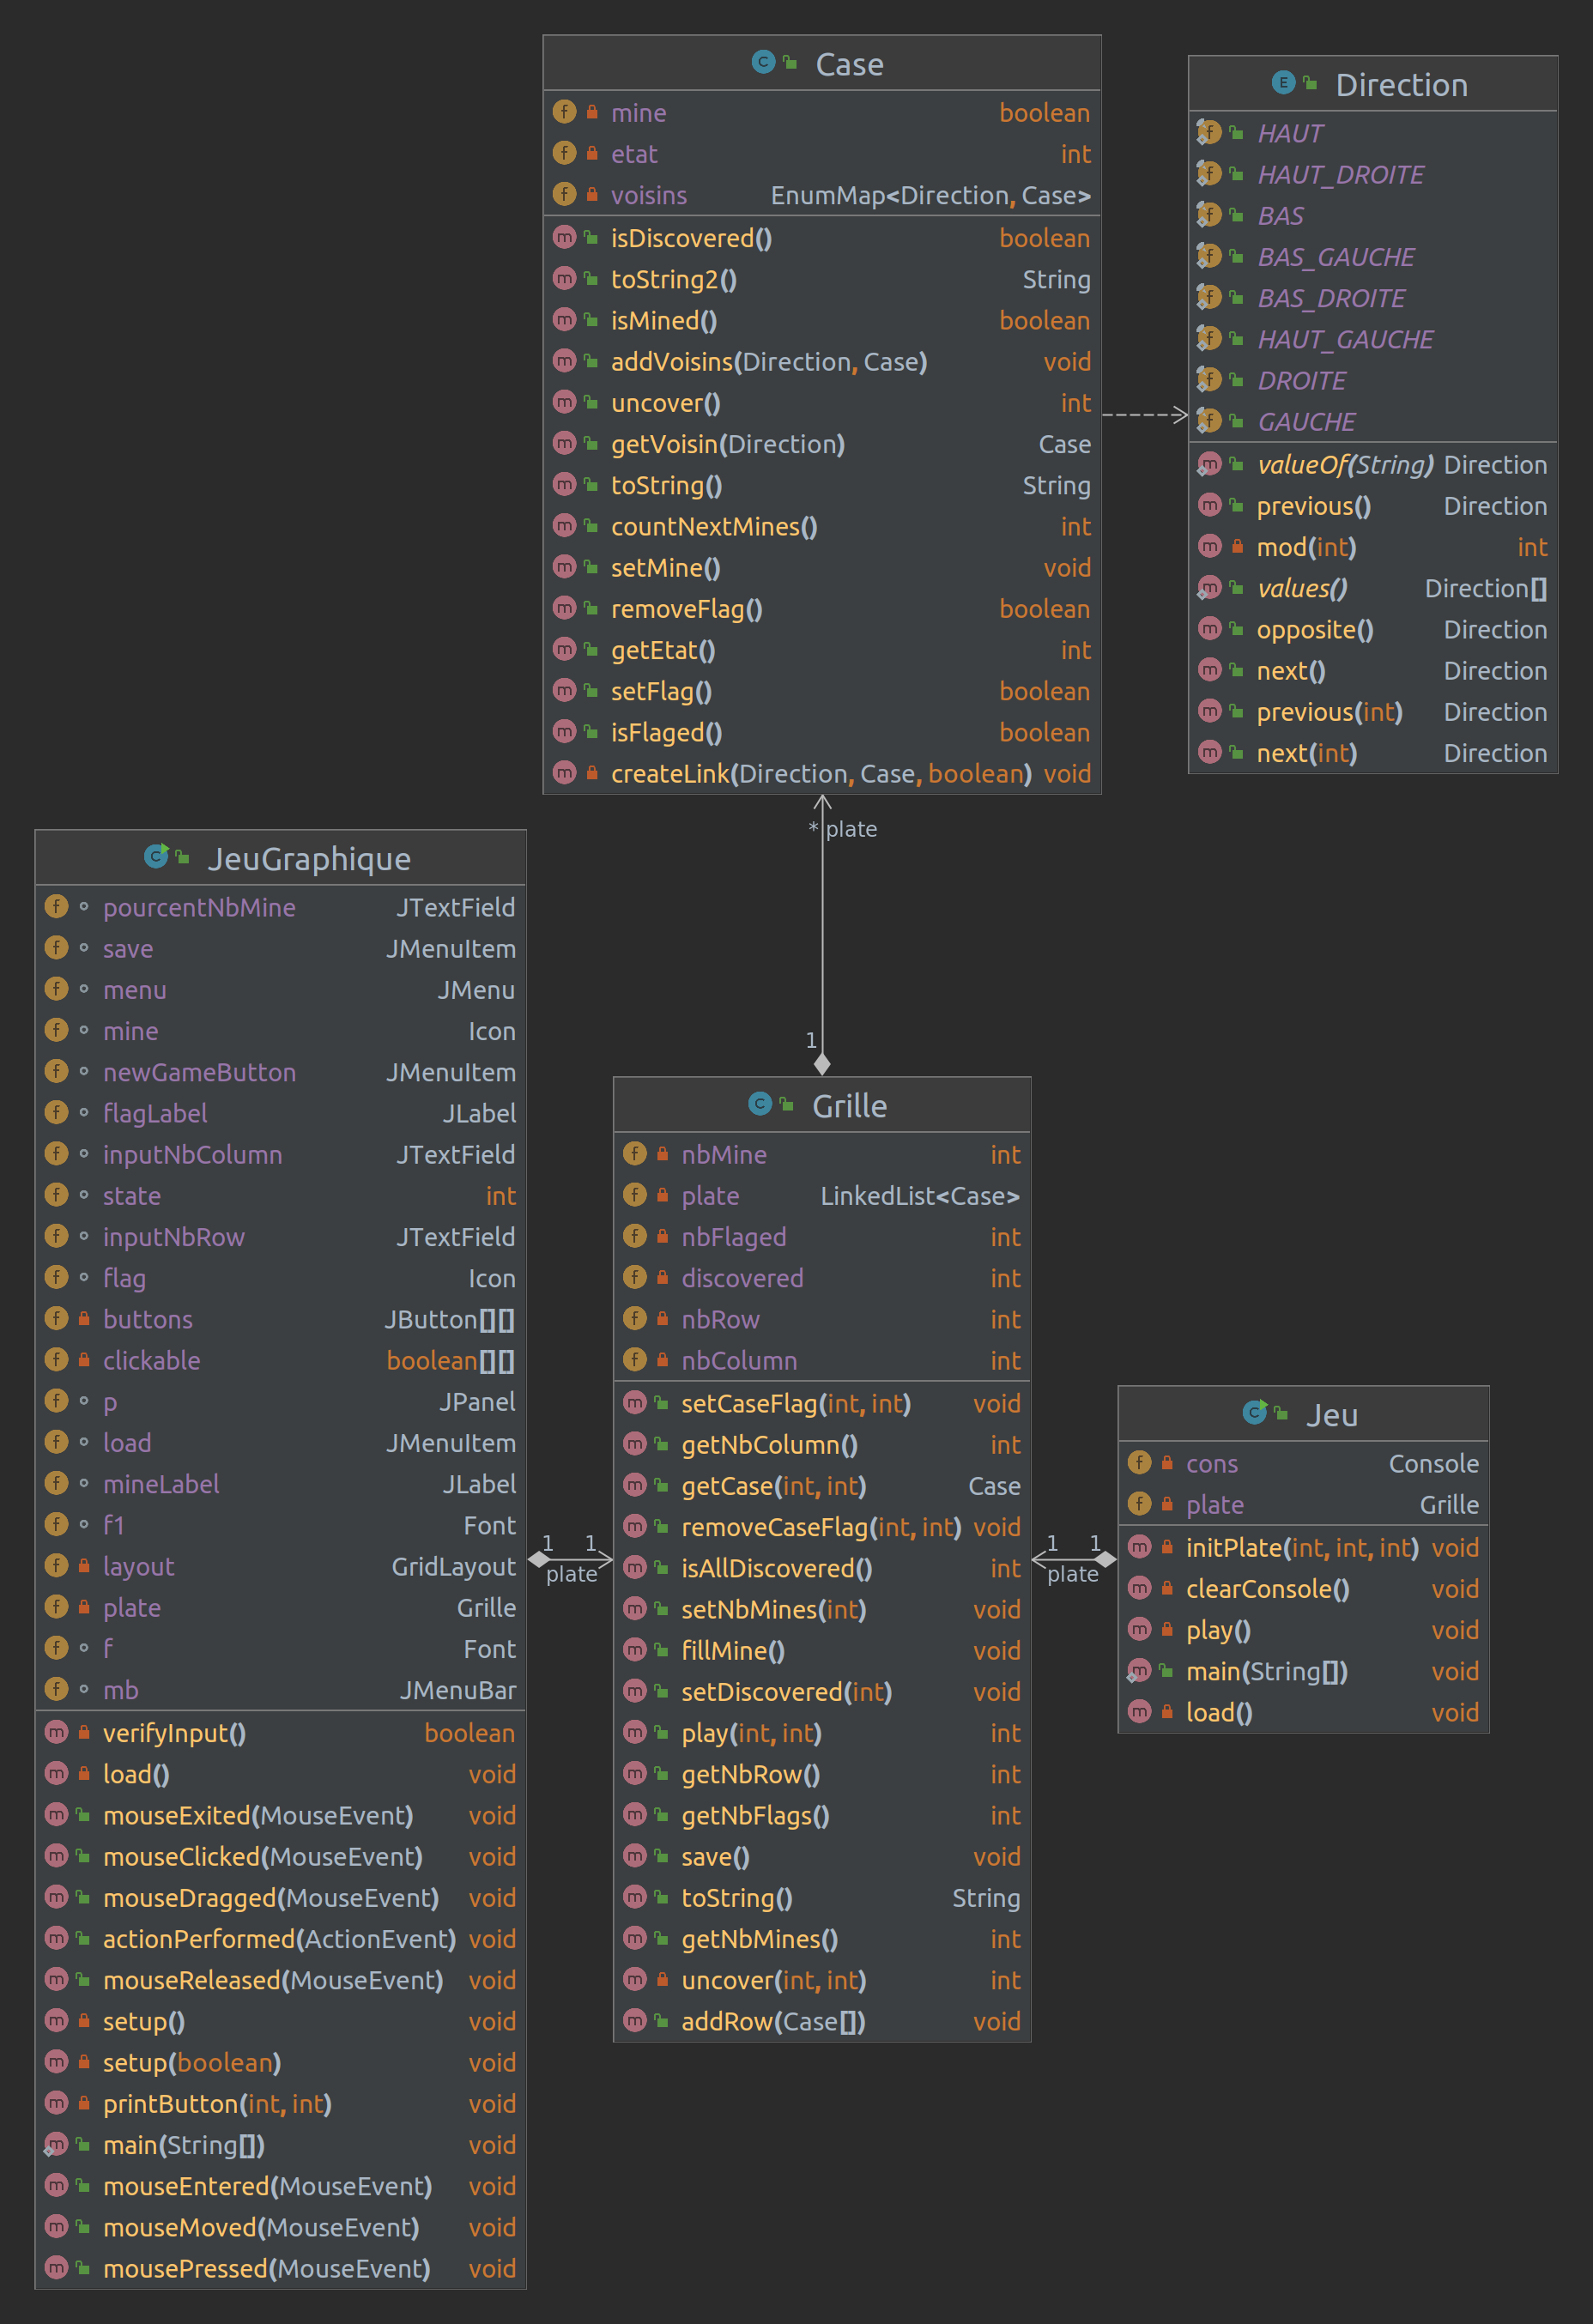 Case
mine boolean
etat int
voisins EnumMap<Direction, Case>
isDiscovered() boolean
toString2() String
isMined() boolean
addVoisins(Direction, Case) void
uncover() int
getVoisin(Direction) Case
toString() String
countNextMines() int
setMine() void
removeFlag() boolean
getEtat() int
setFlag() boolean
isFlaged() boolean
createLink(Direction, Case, boolean) void
Direction
HAUT
HAUT_DROITE
BAS
BAS_GAUCHE
BAS_DROITE
HAUT_GAUCHE
DROITE
GAUCHE
valueOf(String) Direction
previous() Direction
mod(int) int
values() Direction[]
opposite() Direction
next() Direction
previous(int) Direction
next(int) Direction
* plate
1
JeuGraphique
pourcentNbMine JTextField
save JMenuItem
menu JMenu
mine Icon
newGameButton JMenuItem
flagLabel JLabel
inputNbColumn JTextField
state int
inputNbRow JTextField
flag Icon
buttons JButton[][]
clickable boolean[][]
p JPanel
load JMenuItem
mineLabel JLabel
f1 Font
layout GridLayout
plate Grille
f Font
mb JMenuBar
verifyInput() boolean
load() void
mouseExited(MouseEvent) void
mouseClicked(MouseEvent) void
mouseDragged(MouseEvent) void
actionPerformed(ActionEvent) void
mouseReleased(MouseEvent) void
setup() void
setup(boolean) void
printButton(int, int) void
main(String[]) void
mouseEntered(MouseEvent) void
mouseMoved(MouseEvent) void
mousePressed(MouseEvent) void
1 1
plate
Grille
nbMine int
plate LinkedList<Case>
nbFlaged int
discovered int
nbRow int
nbColumn int
setCaseFlag(int, int) void
getNbColumn() int
getCase(int, int) Case
removeCaseFlag(int, int) void
isAllDiscovered() int
setNbMines(int) void
fillMine() void
setDiscovered(int) void
play(int, int) int
getNbRow() int
getNbFlags() int
save() void
toString() String
getNbMines() int
uncover(int, int) int
addRow(Case[]) void
1 1
plate
Jeu
cons Console
plate Grille
initPlate(int, int, int) void
clearConsole() void
play() void
main(String[]) void
load() void